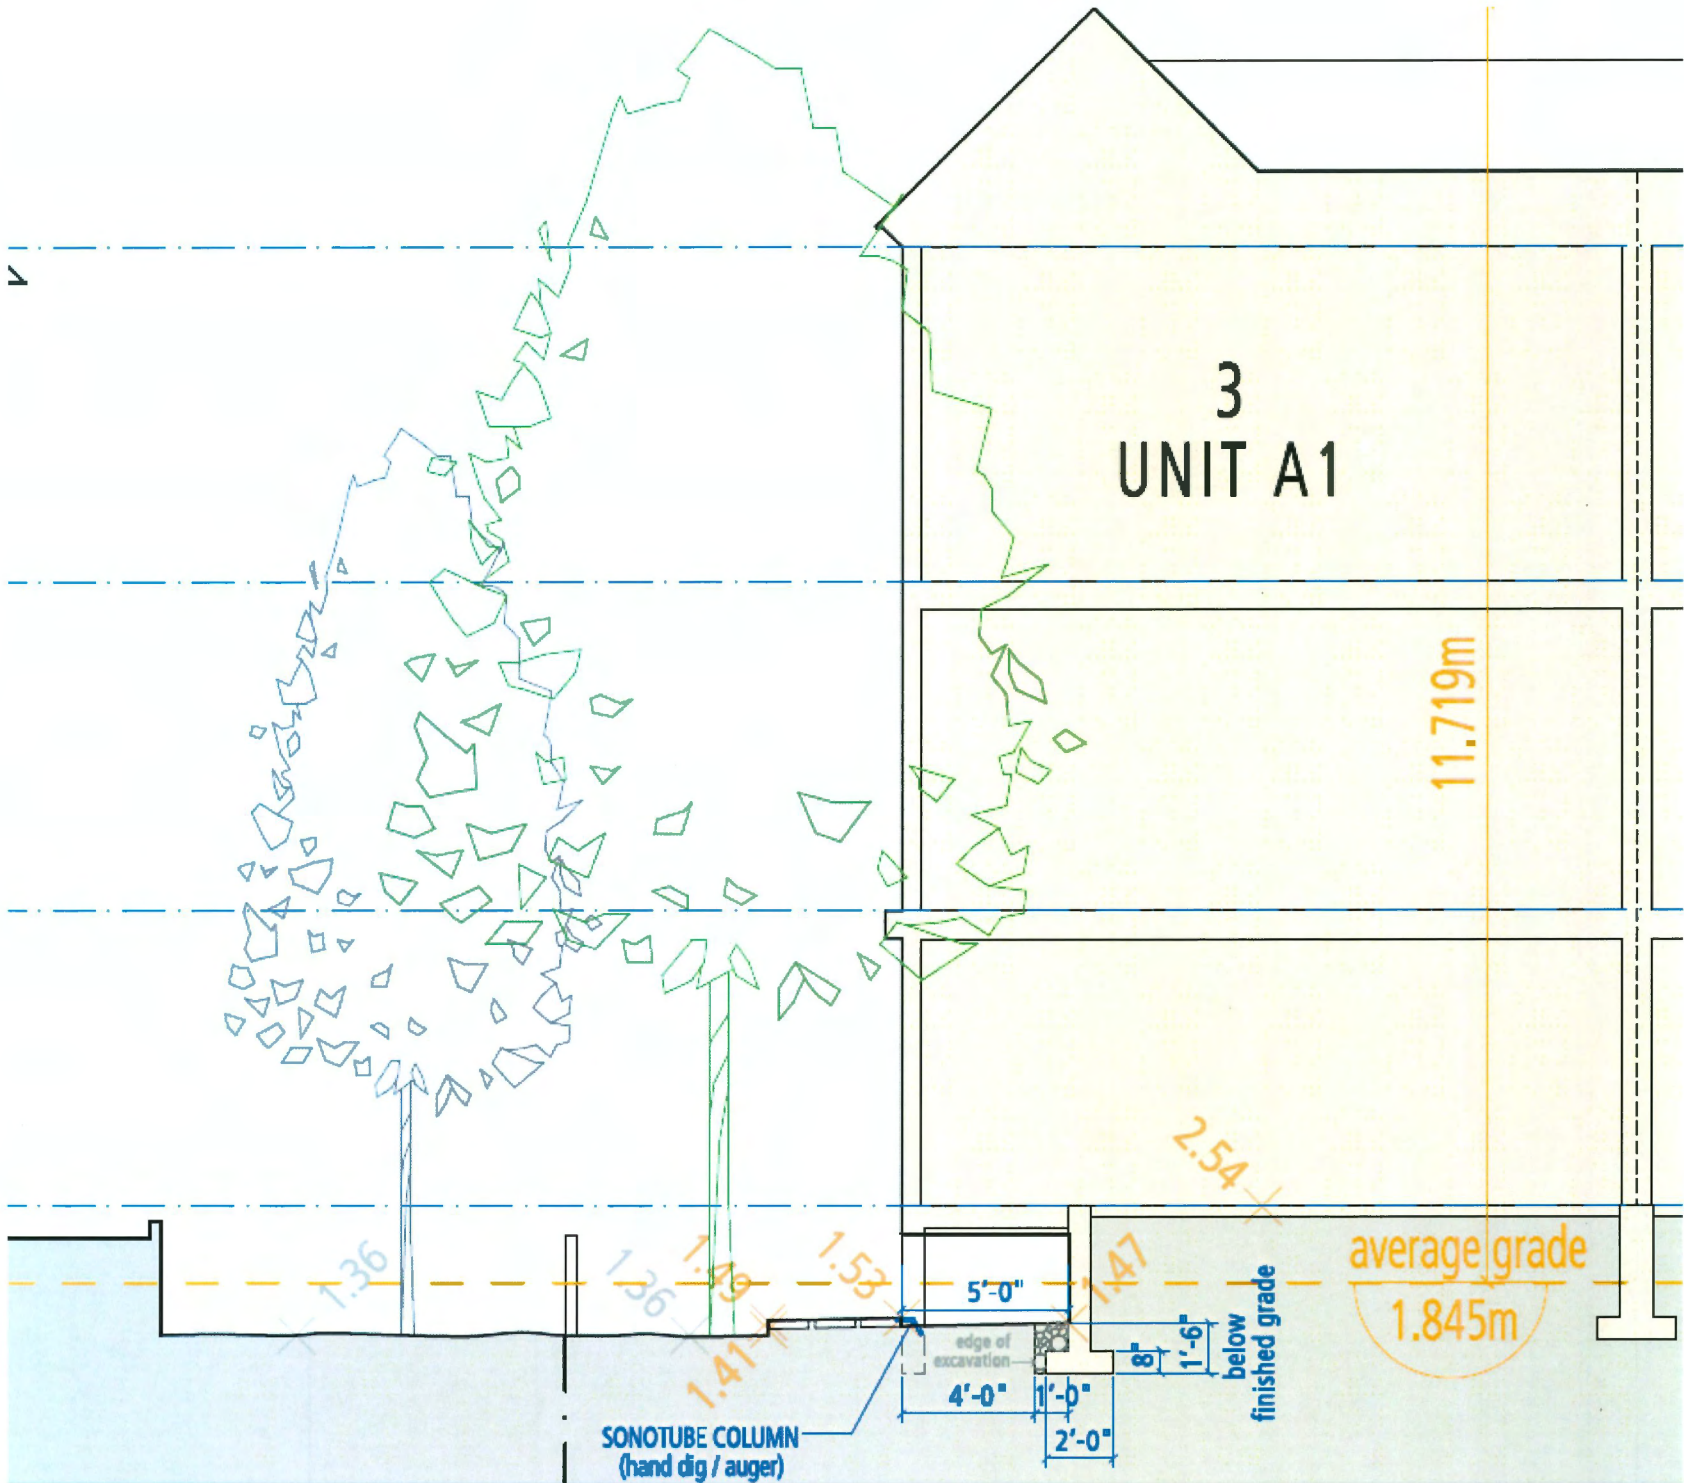 3
UNIT A1
11.719m
2.54
1.36
1.36
1.49
1.53
1.47
1.41
average grade
1.845m
5'-0"
edge of
excavation
4'-0"
1'-0"
2'-0"
8"
1'-6"
below
finished grade
SONOTUBE COLUMN
(hand dig / auger)